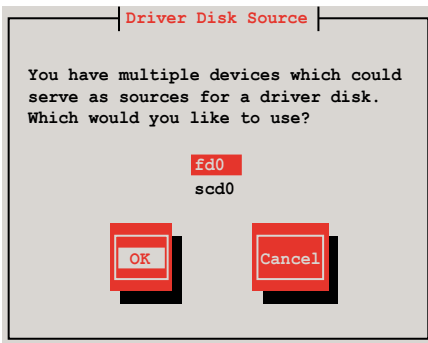 Driver Disk Source
You have multiple devices which could
serve as sources for a driver disk.
Which would you like to use?
fd0
scd0
OK
Cancel